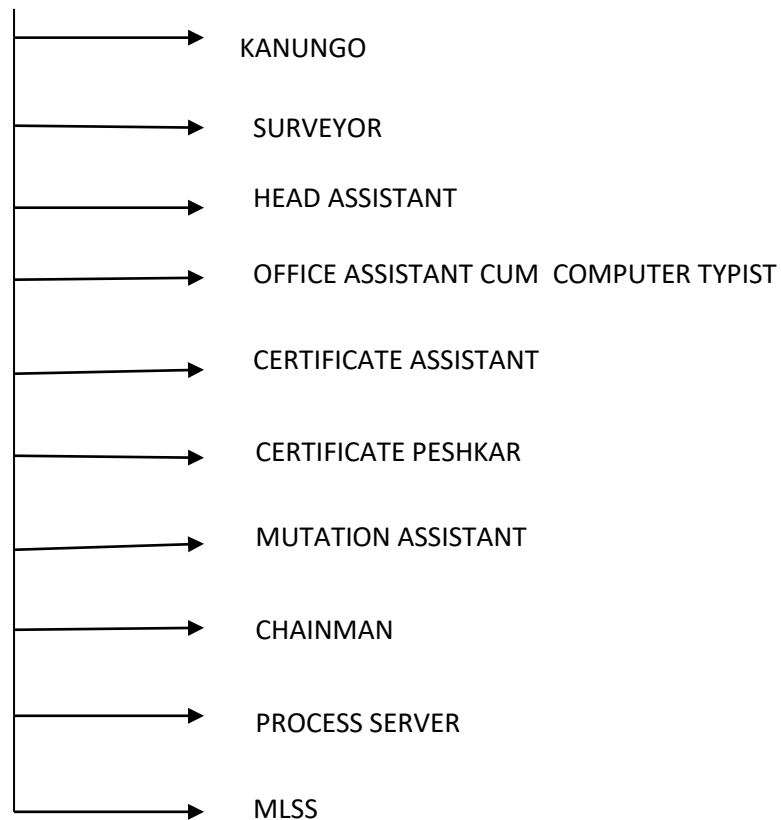 KANUNGO
SURVEYOR
HEAD ASSISTANT
OFFICE ASSISTANT CUM COMPUTER TYPIST
CERTIFICATE ASSISTANT
CERTIFICATE PESHKAR
MUTATION ASSISTANT
CHAINMAN
PROCESS SERVER
MLSS